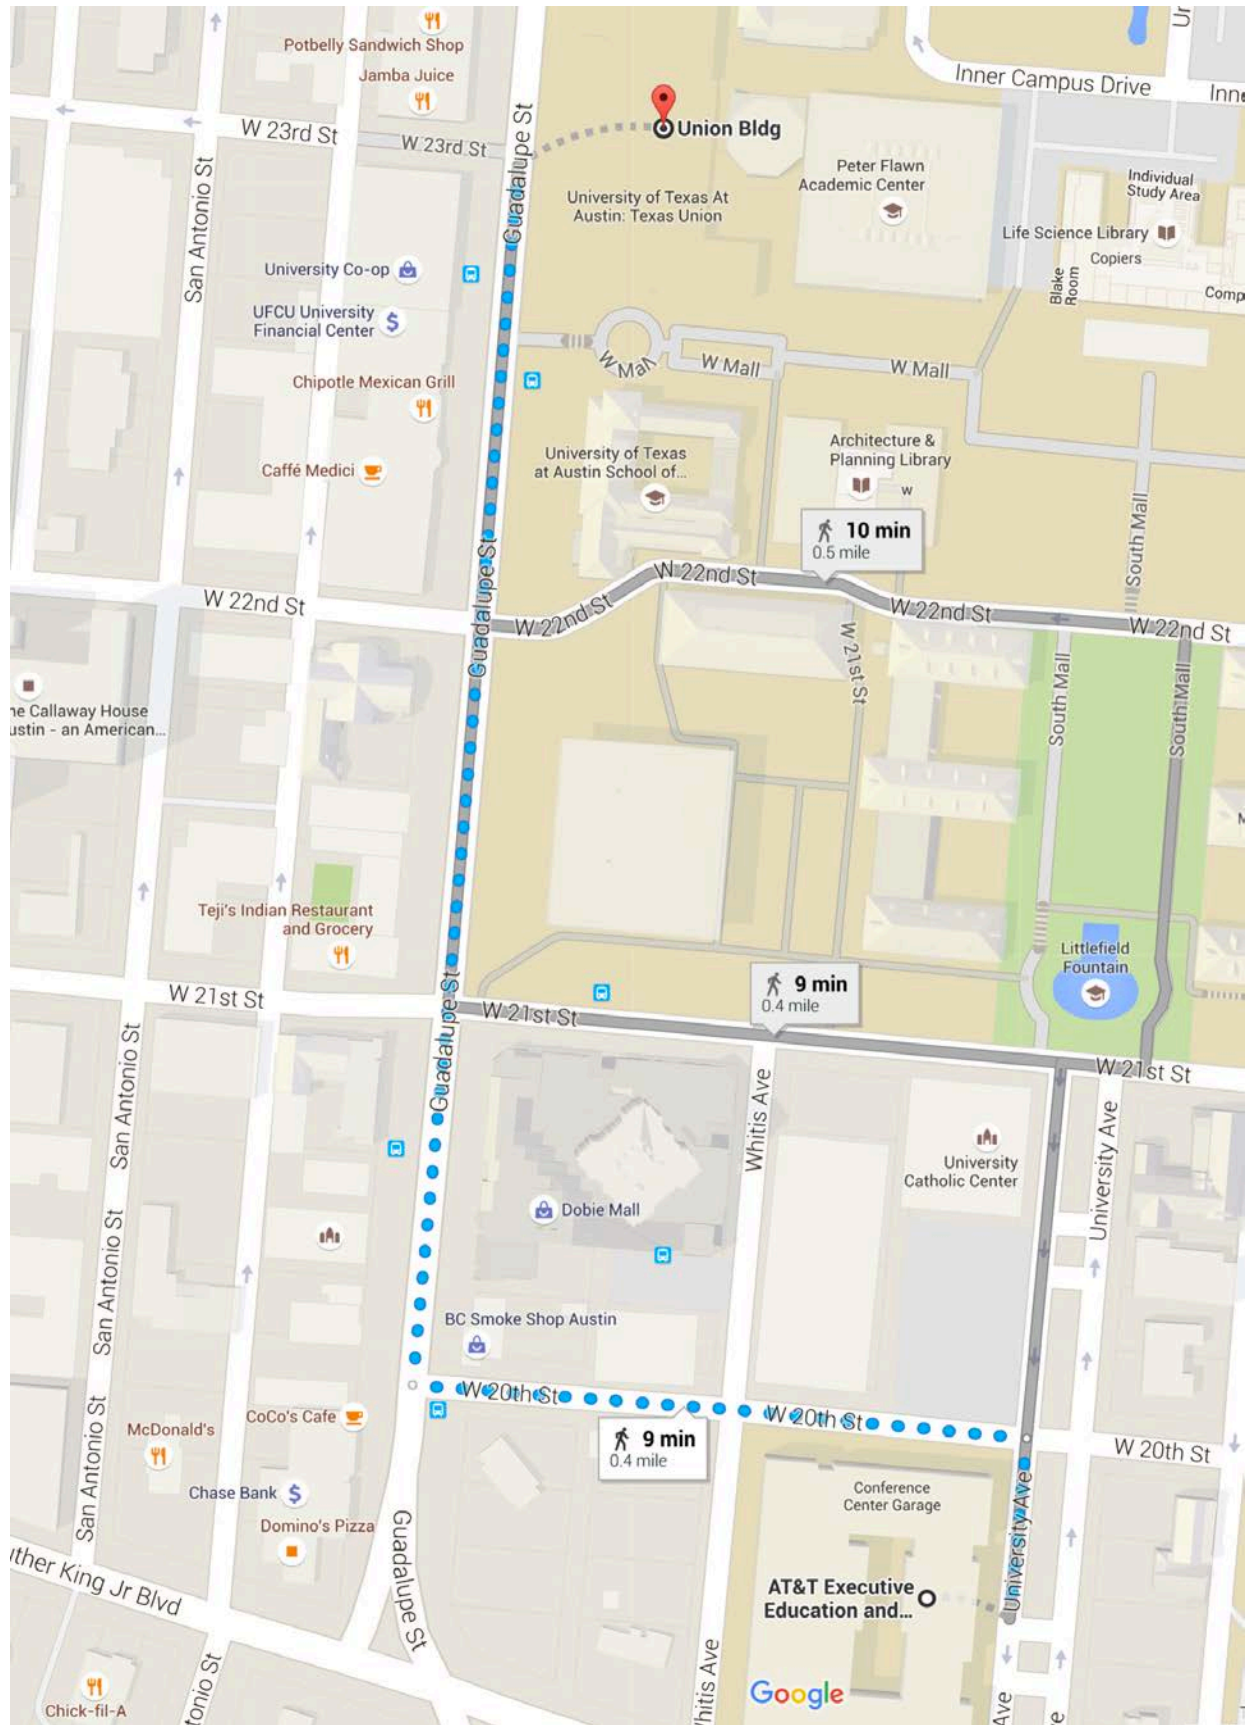 Potbelly Sandwich Shop
Jamba Juice
Ur
Inner Campus Drive
Inne
W 23rd St
W 23rd St
Guadalupe St
Union Bldg
San Antonio St
Peter Flawn
Academic Center
Individual
Study Area
University of Texas At
Austin: Texas Union
Life Science Library
Copiers
Blake
Room
Comp
University Co-op
UFCU University
Financial Center
$
W Mall
W Mall
W Mall
Chipotle Mexican Grill
University of Texas
at Austin School of...
Architecture &
Planning Library
W
Caffé Medici
10 min
0.5 mile
South Mall
Guadalupe St
W 22nd St
W 22nd St
W 22nd St
W 22nd St
W 22nd St
W 21st St
South Mall
South Mall
he Callaway House
ustin - an American...
M
Teji's Indian Restaurant
and Grocery
Littlefield
Fountain
9 min
0.4 mile
W 21st St
W 21st St
W 21st St
Guadalupe St
San Antonio St
Whitis Ave
University Ave
University
Catholic Center
Dobie Mall
San Antonio St
BC Smoke Shop Austin
W 20th St
W 20th St
W 20th St
9 min
0.4 mile
McDonald's
CoCo's Cafe
San Antonio St
Chase Bank
$
Domino's Pizza
Guadalupe St
Conference
Center Garage
University Ave
AT&T Executive
Education and...
uther King Jr Blvd
Chick-fil-A
tonio St
hitis Ave
Google
Ave
e